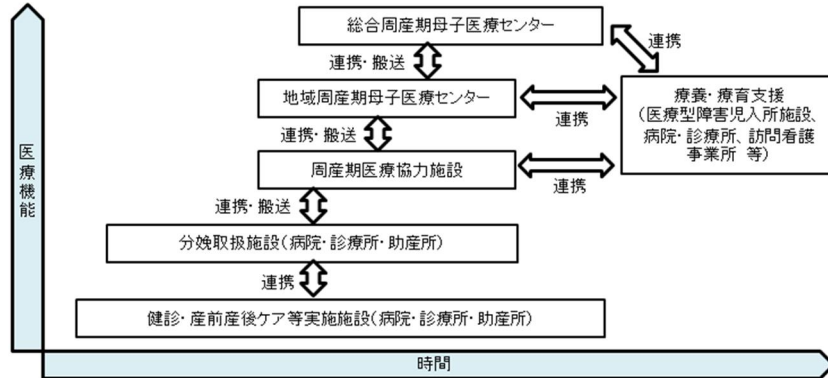 総合周産期母子医療センター
連携
連携・搬送
地域周産期母子医療センター
連携
療養・療育支援
(医療型障害児入所施設、
病院・診療所、訪問看護
事業所 等)
連携・搬送
周産期医療協力施設
連携
連携・搬送
分娩取扱施設(病院・診療所・助産所)
連携
健診・産前産後ケア等実施施設(病院・診療所・助産所)
医療機能
時間